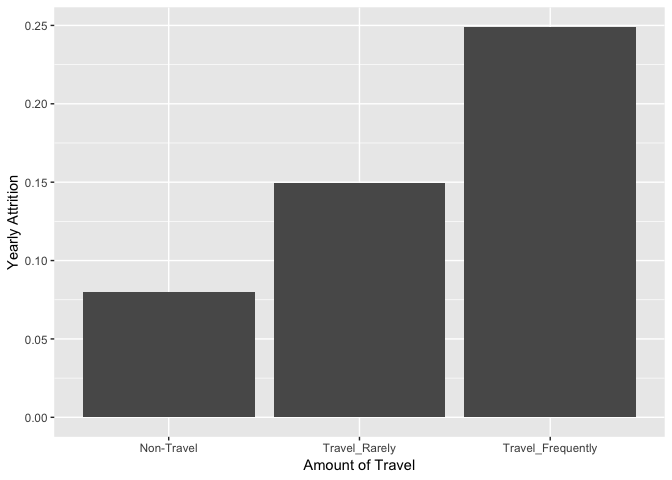 0.25
0.20
0.15
0.10
0.05
0.00
Yearly Attrition
Non-Travel
Travel_Rarely
Travel_Frequently
Amount of Travel